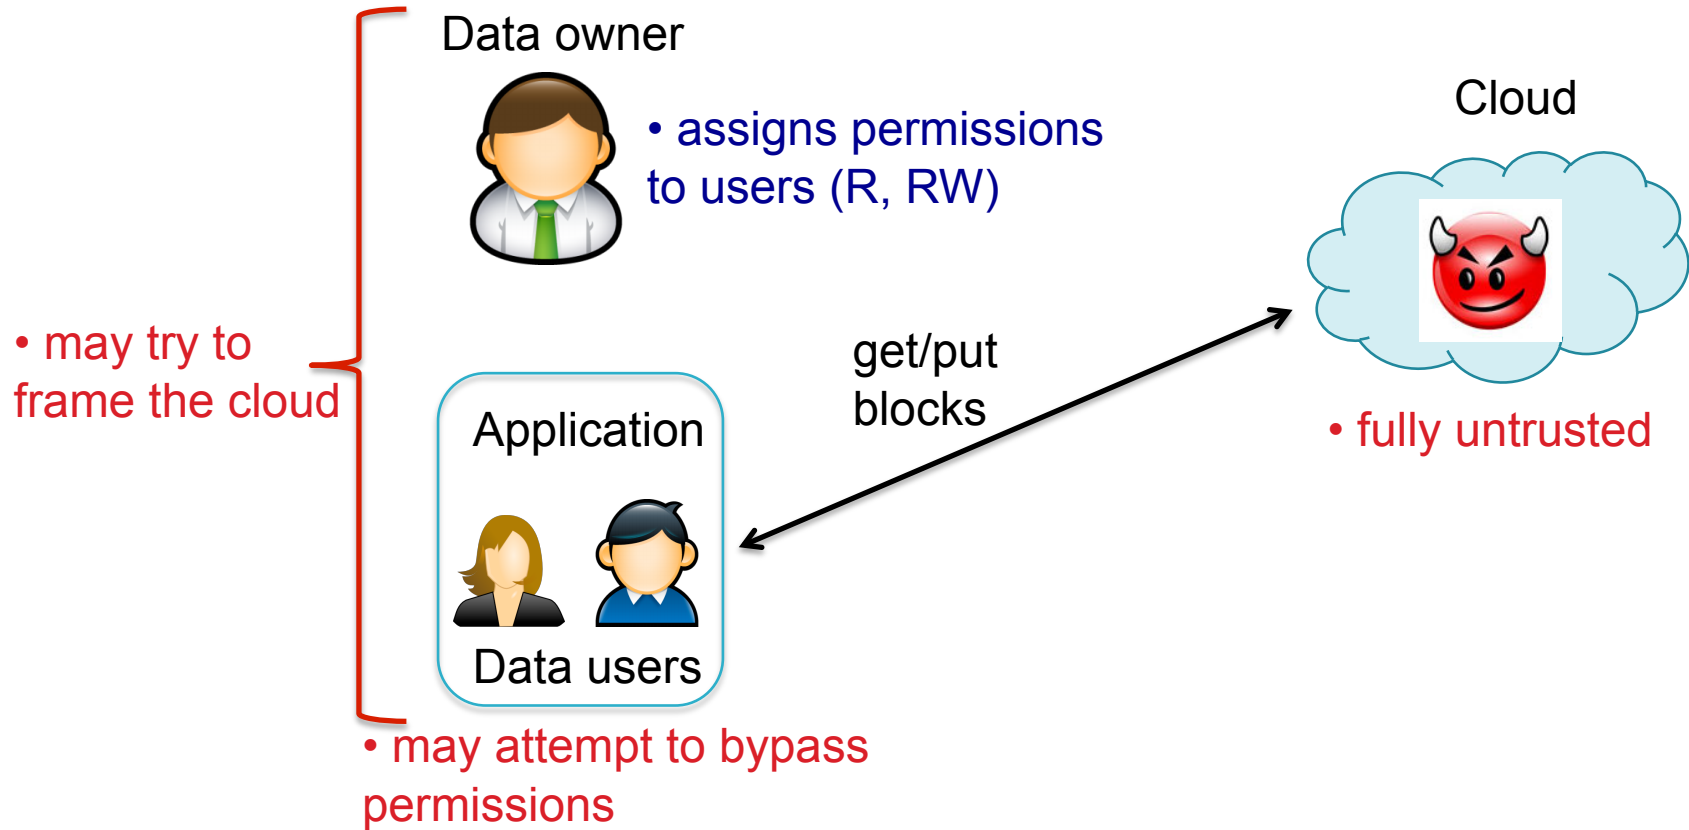 Data owner
• assigns permissions
to users (R, RW)
Cloud
• may try to
frame the cloud
get/put
blocks
Application
Data users
• fully untrusted
• may attempt to bypass
permissions